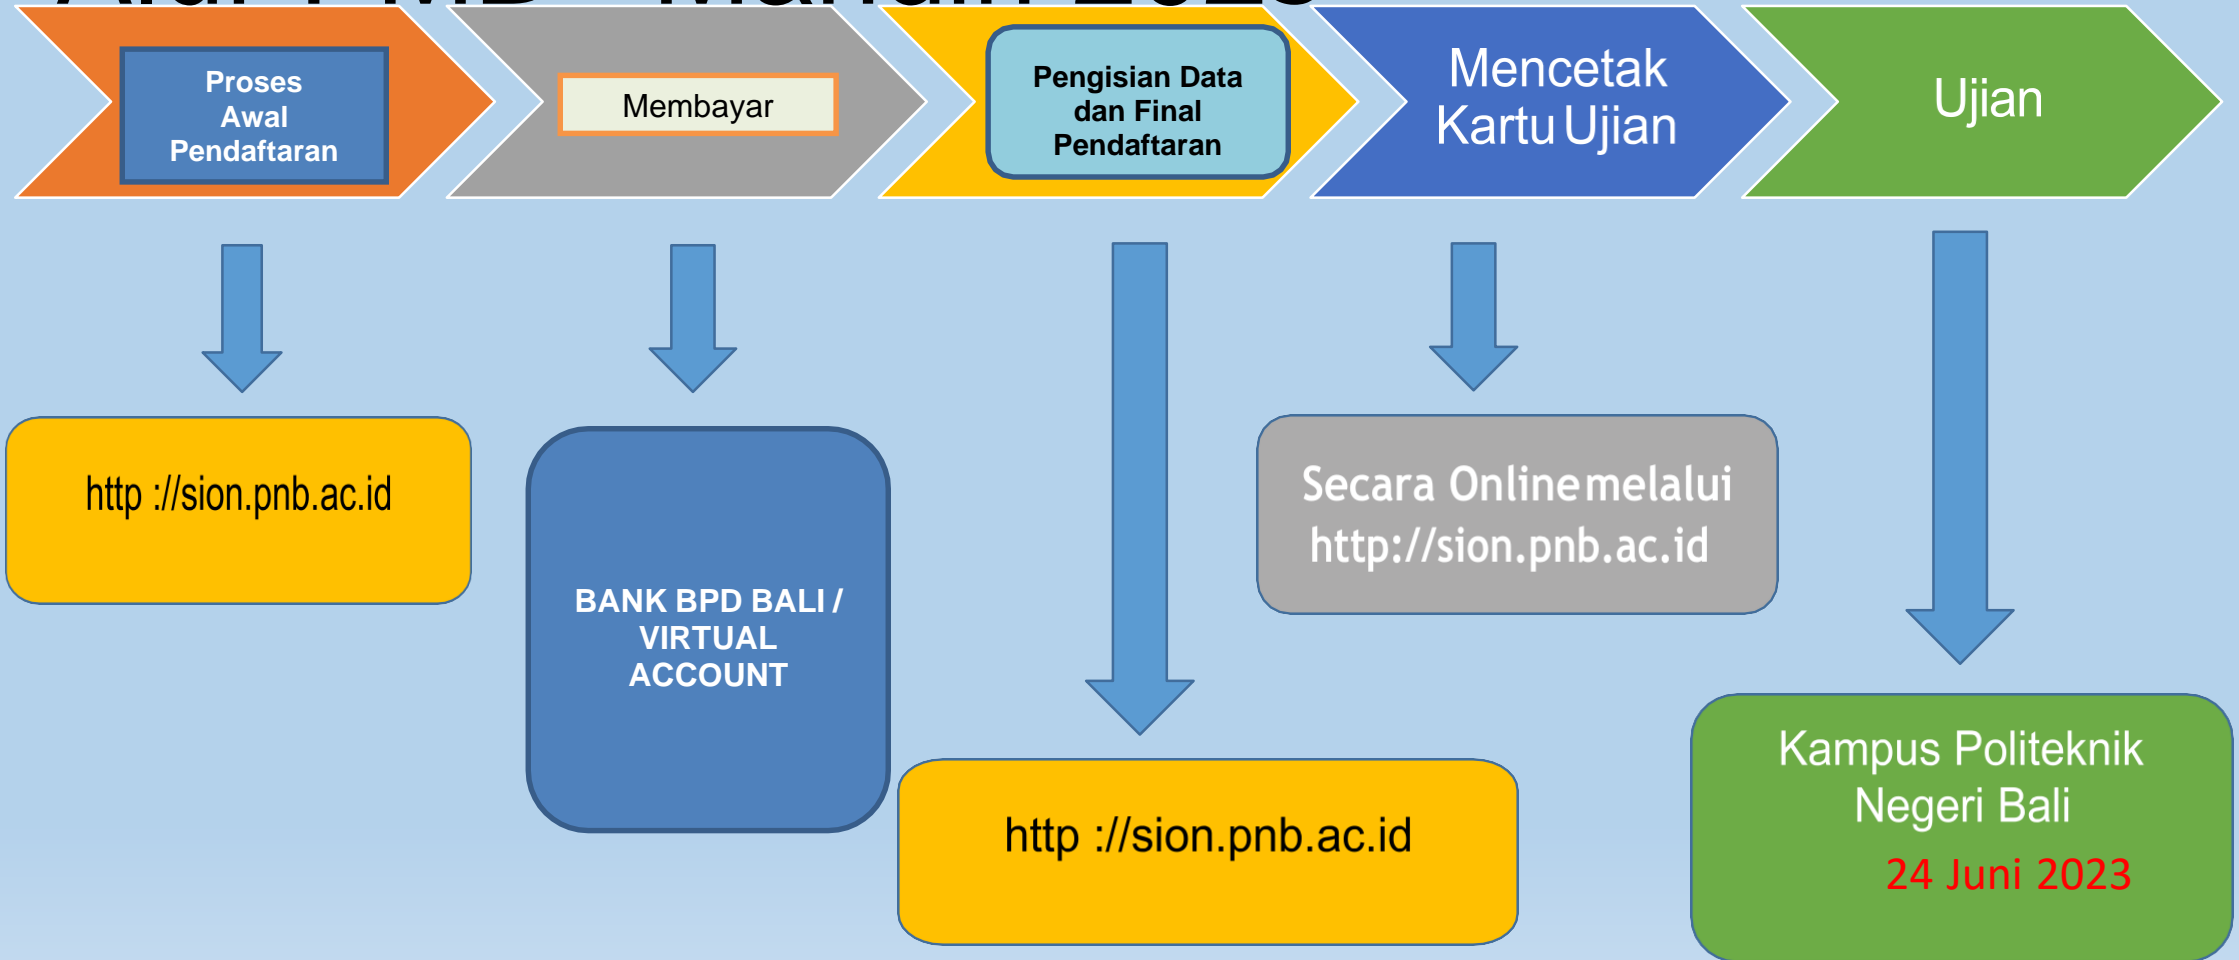 Proses
Awal
Pendaftaran
Membayar
Pengisian Data
dan Final
Pendaftaran
Mencetak
Kartu Ujian
Ujian
http ://sion.pnb.ac.id
BANK BPD BALI /
VIRTUAL
ACCOUNT
http ://sion.pnb.ac.id
Secara Online melalui
http://sion.pnb.ac.id
Kampus Politeknik
Negeri Bali
24 Juni 2023